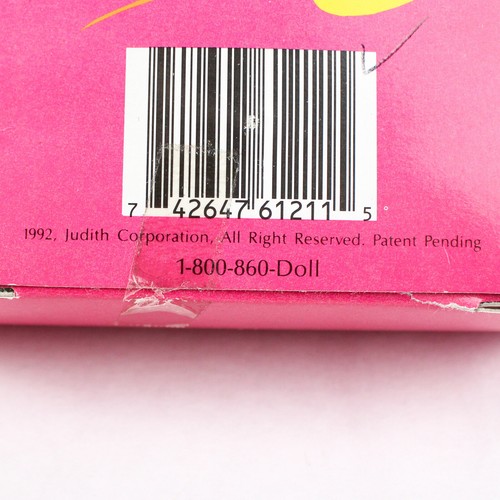 7 42647 61211 5
1992, Judith Corporation, All Right Reserved. Patent Pending
1-800-860-Doll